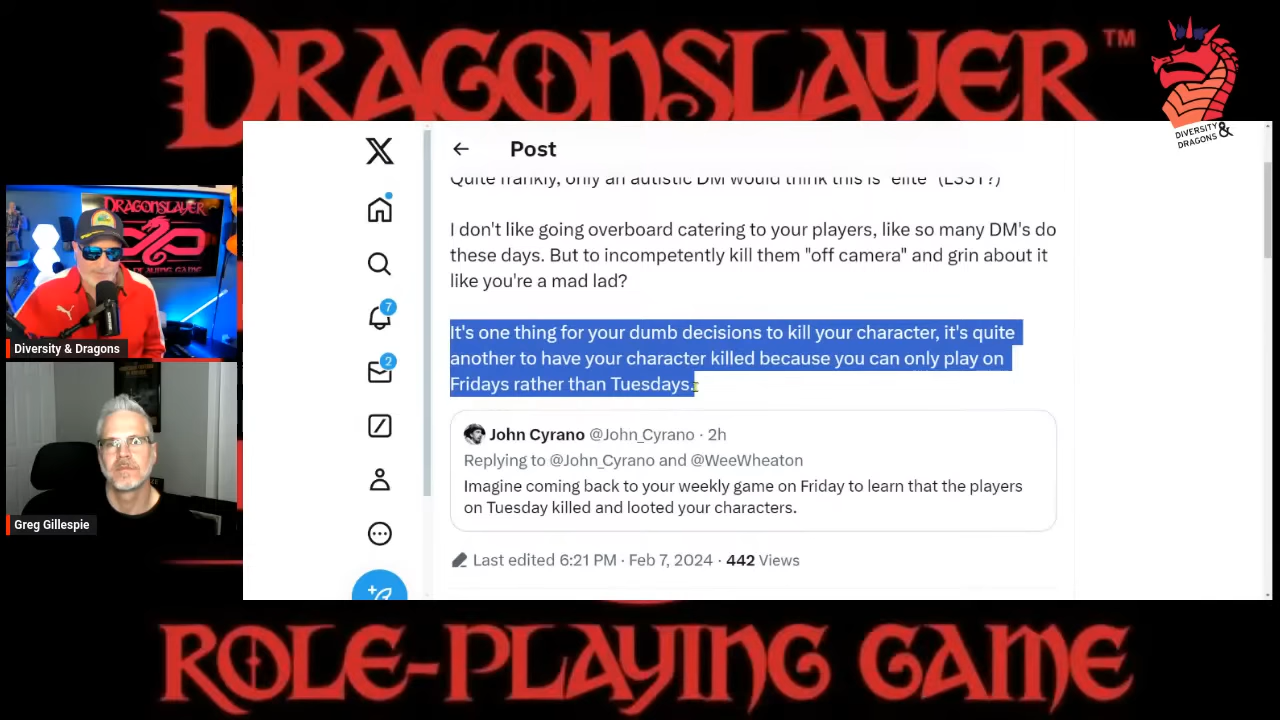 DRAGONSLAYER™
DIVERSITY &
DRAGONS
Post
Quite frankly, only an autistic DM would think this is "elite" (L33T?)
I don't like going overboard catering to your players, like so many DM's do
these days. But to incompetently kill them "off camera" and grin about it
like you're a mad lad?
It's one thing for your dumb decisions to kill your character, it's quite
another to have your character killed because you can only play on
Fridays rather than Tuesdays.
John Cyrano @John_Cyrano · 2h
Replying to @John_Cyrano and @WeeWheaton
Imagine coming back to your weekly game on Friday to learn that the players
on Tuesday killed and looted your characters.
Last edited 6:21 PM · Feb 7, 2024 · 442 Views
7
2
DRAGONSLAYER
Diversity & Dragons
Greg Gillespie
ROLE-PLAYING GAME